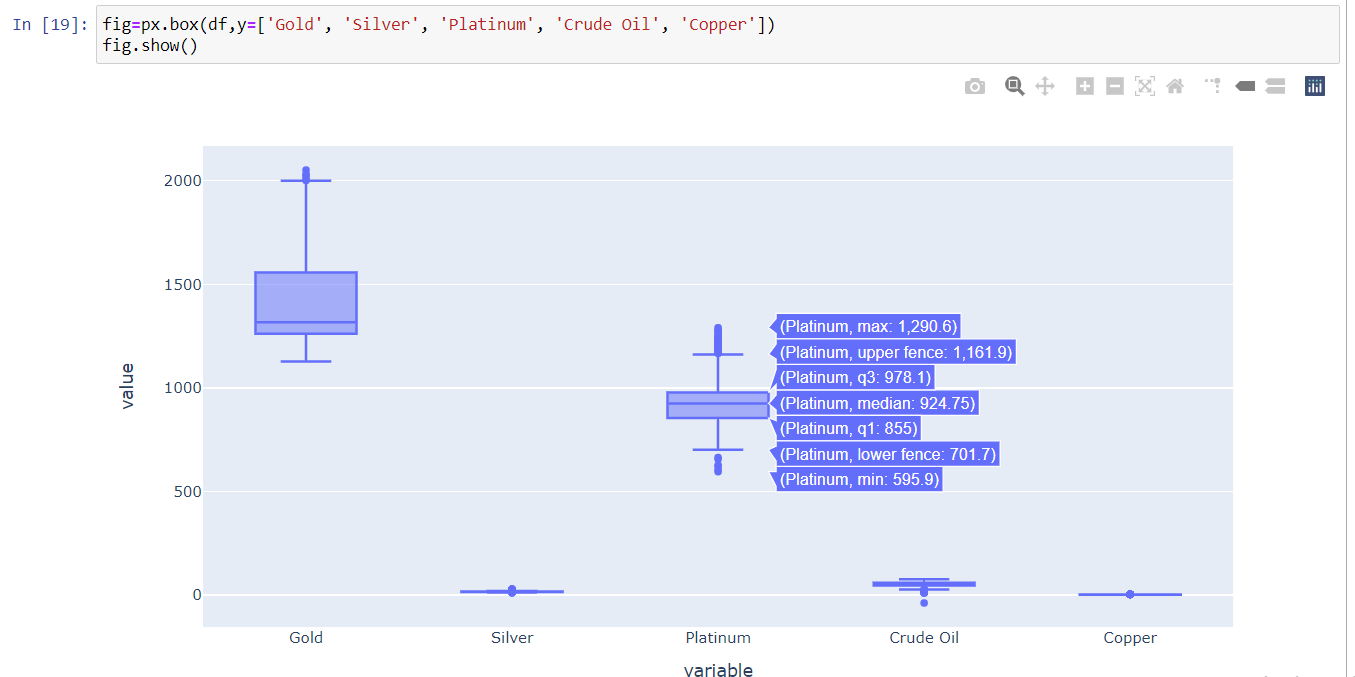 In [19]: fig=px.box(df,y=['Gold', 'Silver', 'Platinum', 'Crude Oil', 'Copper'])
fig.show()
2000
1500
1000
500
0
value
(Platinum, max: 1,290.6)
(Platinum, upper fence: 1,161.9)
(Platinum, q3: 978.1)
(Platinum, median: 924.75)
(Platinum, q1: 855)
(Platinum, lower fence: 701.7)
(Platinum, min: 595.9)
Gold Silver Platinum Crude Oil Copper
variable